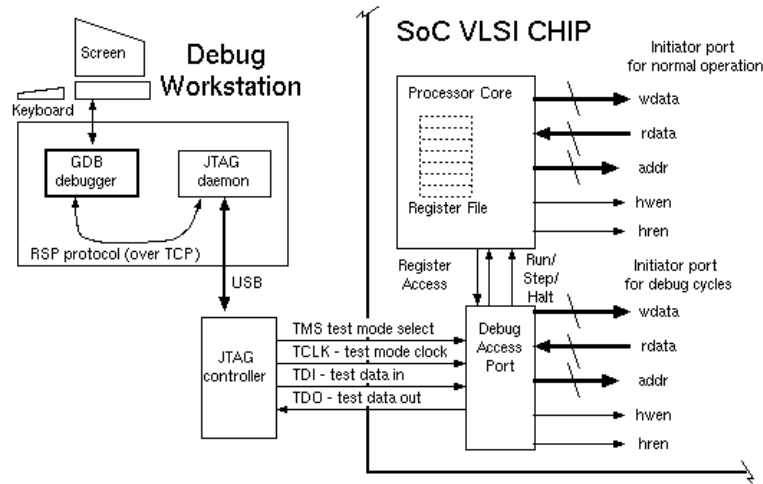 Debug
Workstation
Screen
Keyboard
GDB
debugger
JTAG
daemon
RSP protocol (over TCP)
USB
JTAG
controller
TMS test mode select
TCLK - test mode clock
TDI - test data in
TDO - test data out
SoC VLSI CHIP
Processor Core
Register File
Register
Access
Run/
Step/
Halt
Debug
Access
Port
Initiator port
for normal operation
wdata
rdata
addr
hwen
hren
Initiator port
for debug cycles
wdata
rdata
addr
hwen
hren